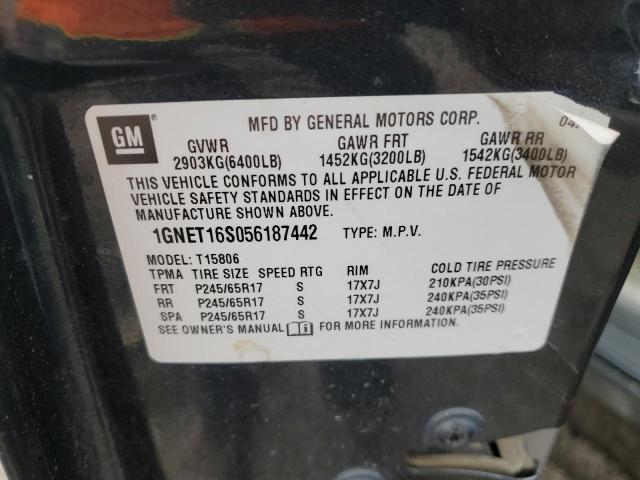 GM ®
MFD BY GENERAL MOTORS CORP.
GVWR GAWR FRT GAWR RR
2903KG(6400LB) 1452KG(3200LB) 1542KG(3400LB)
THIS VEHICLE CONFORMS TO ALL APPLICABLE U.S. FEDERAL MOTOR
VEHICLE SAFETY STANDARDS IN EFFECT ON THE DATE OF
MANUFACTURE SHOWN ABOVE.
1GNET16S056187442 TYPE: M.P.V.
MODEL: T15806
TPMA TIRE SIZE SPEED RTG RIM COLD TIRE PRESSURE
FRT P245/65R17 S 17X7J 210KPA(30PSI)
RR P245/65R17 S 17X7J 240KPA(35PSI)
SPA P245/65R17 S 17X7J 240KPA(35PSI)
SEE OWNER'S MANUAL i FOR MORE INFORMATION.